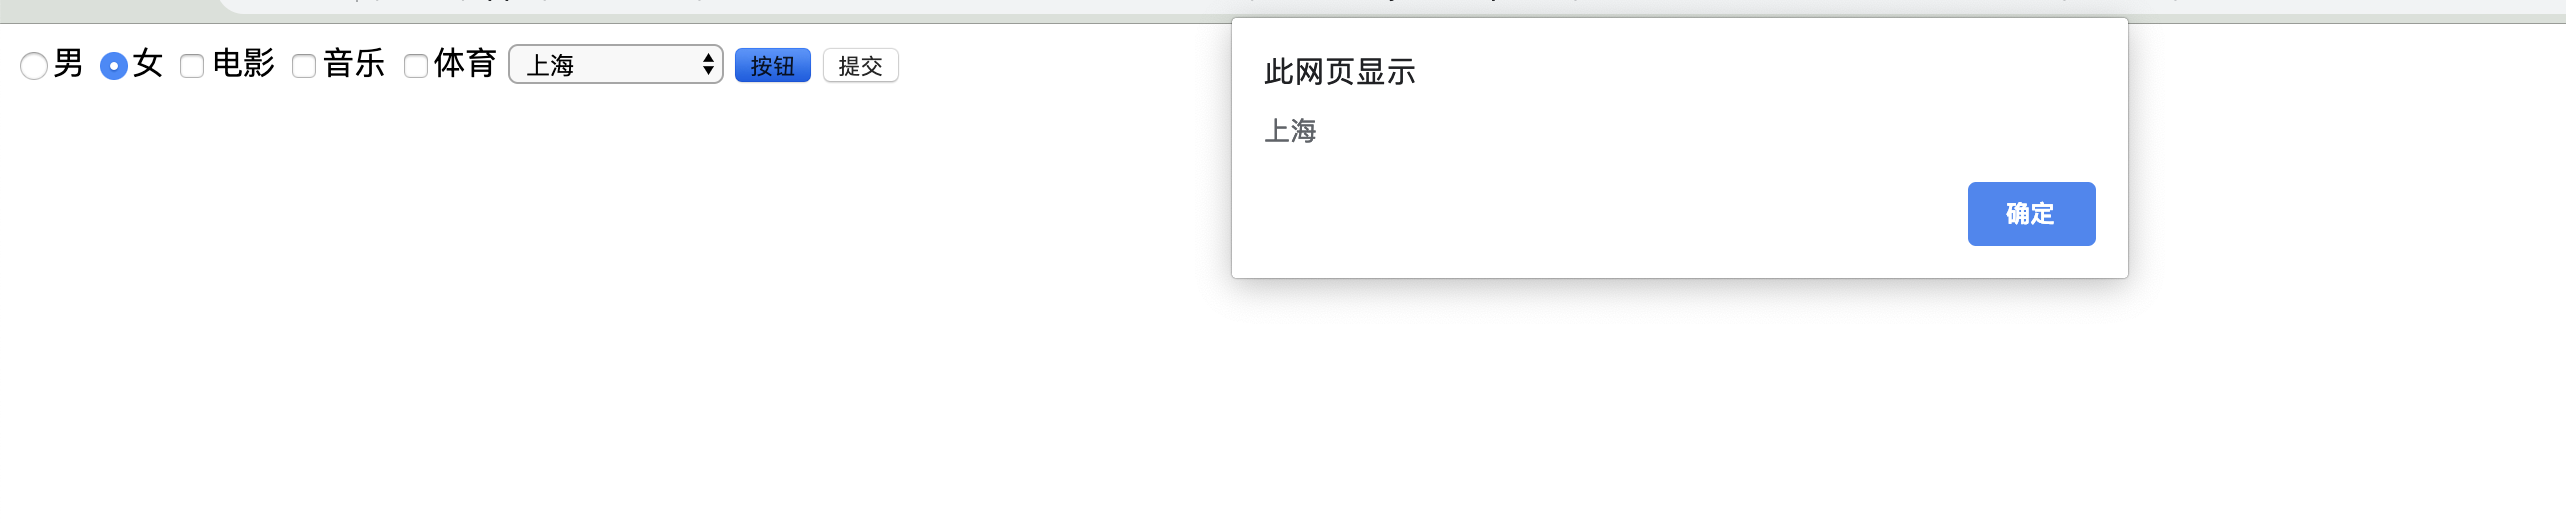 男 女 电影 音乐 体育 上海 按钮 提交
此网页显示
上海
确定